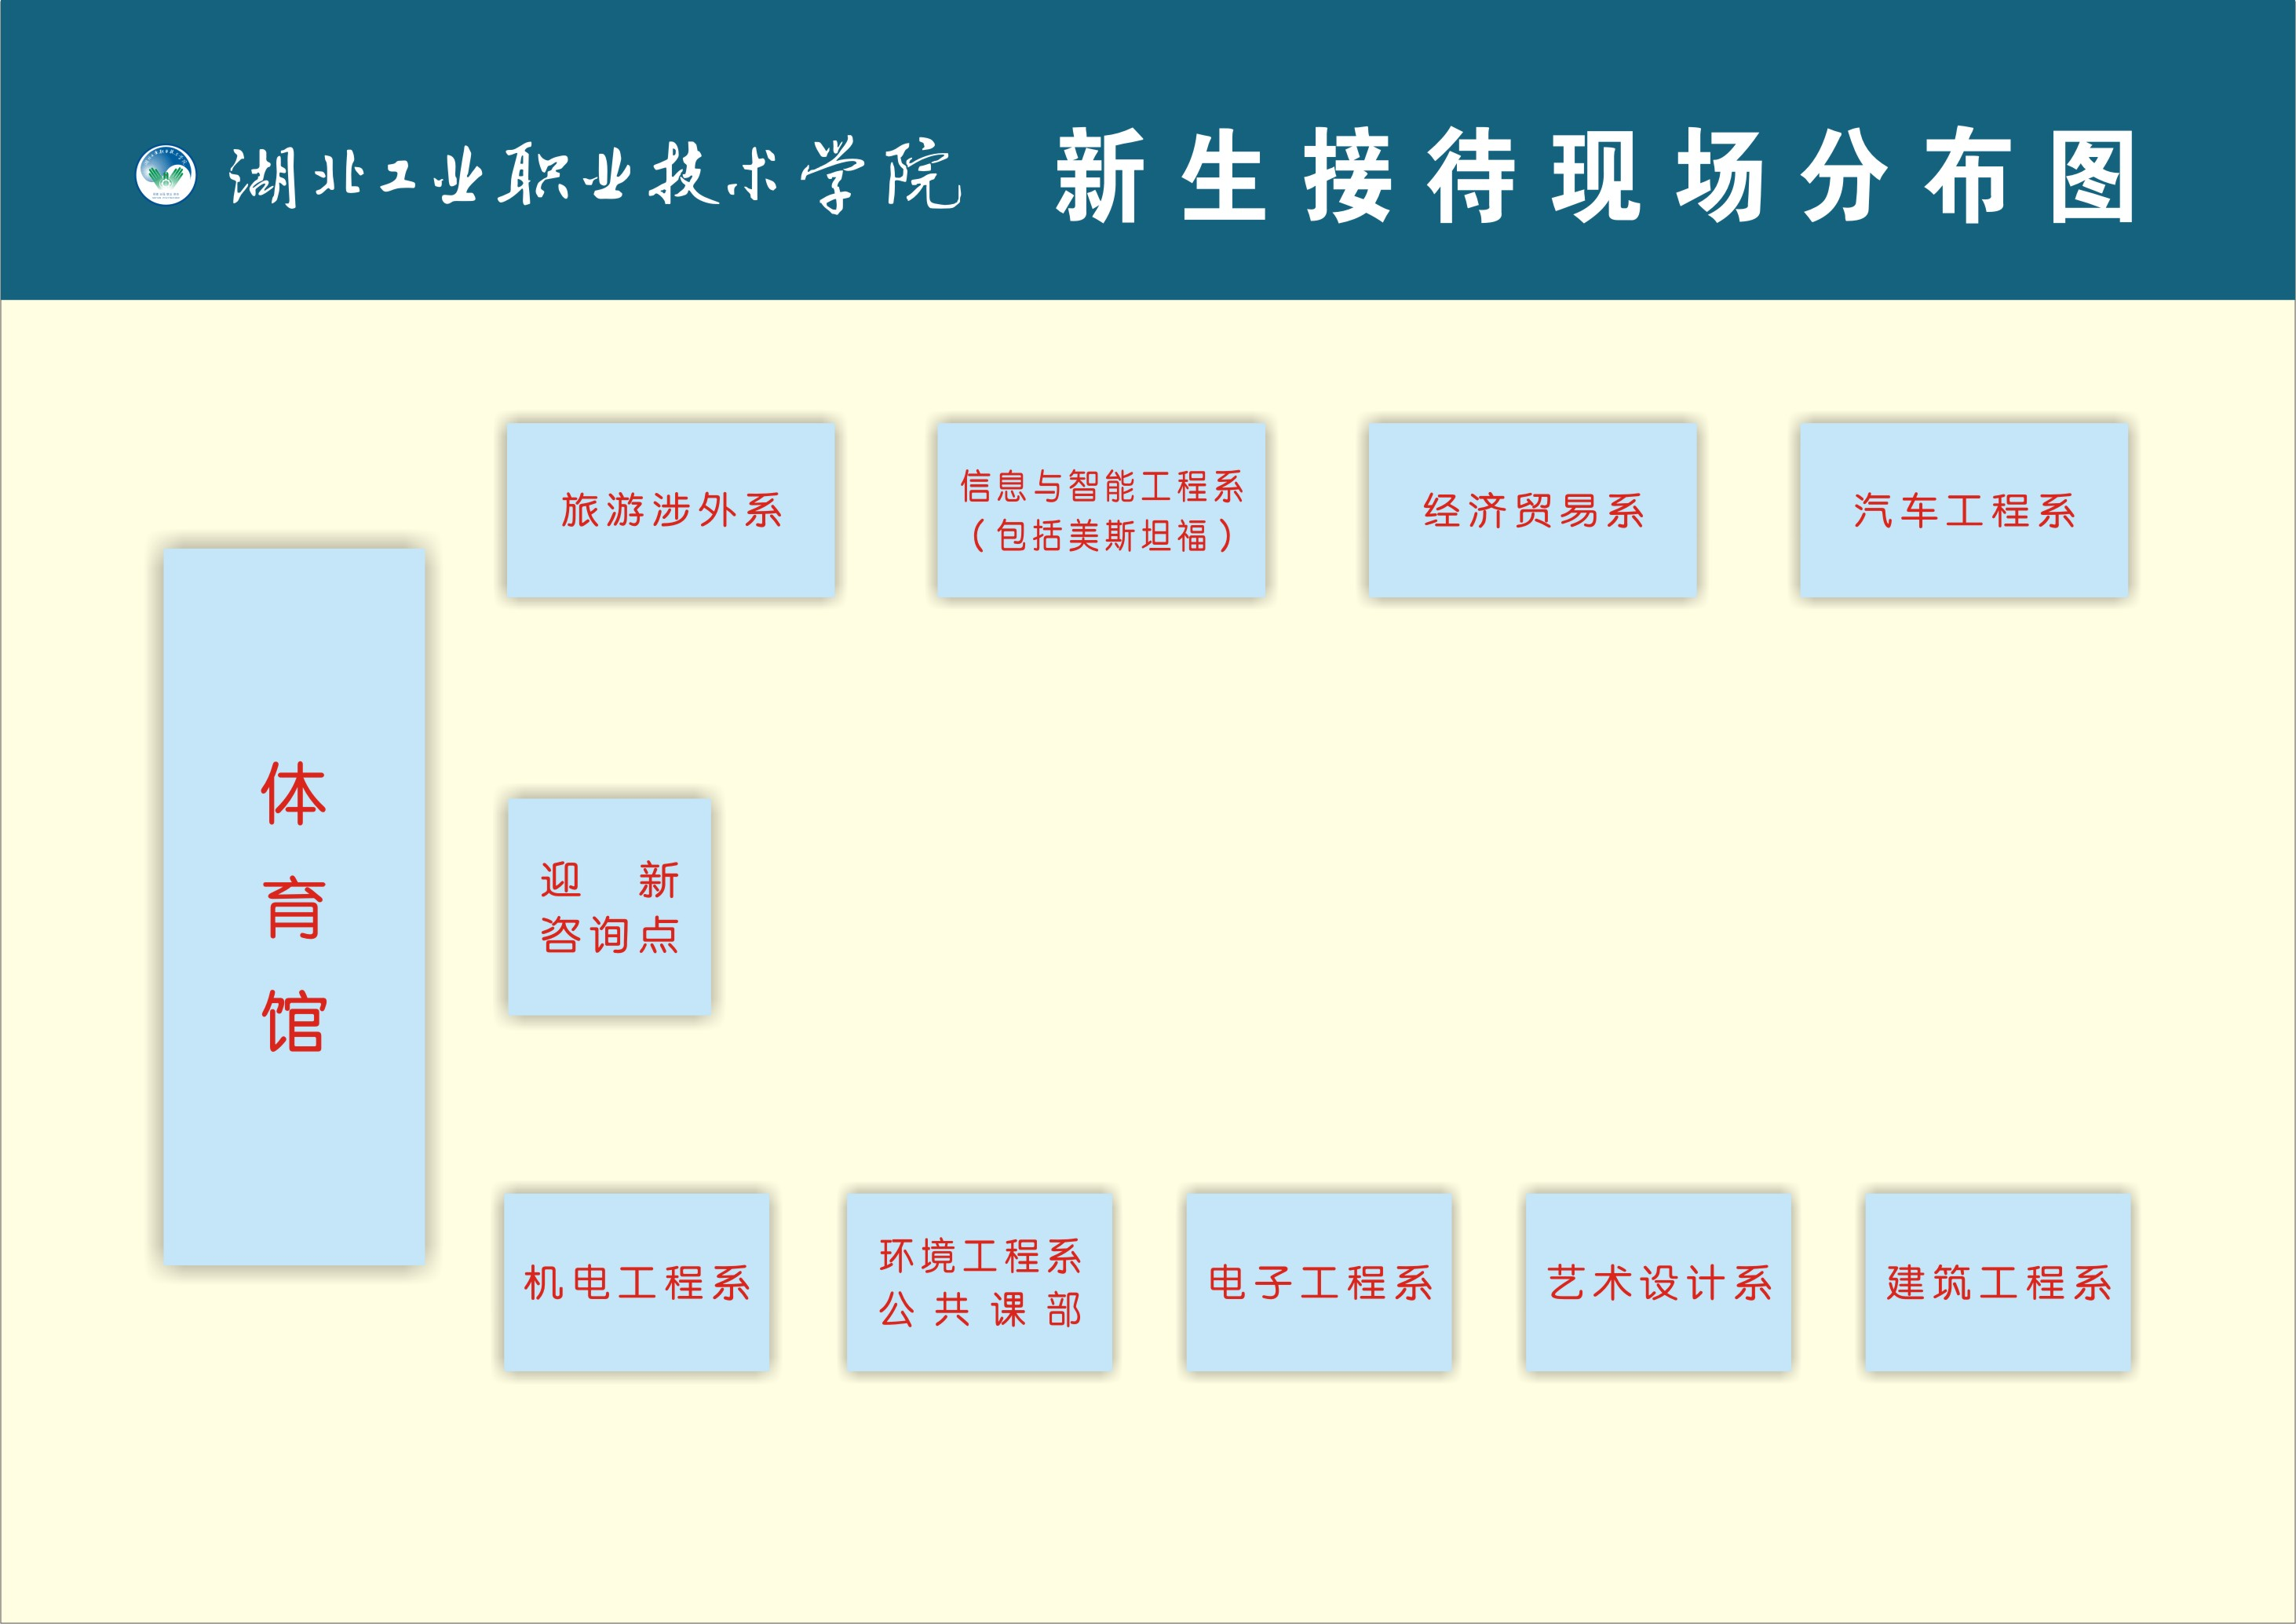 湖北工业职业技术学院 新生接待现场分布图
旅游涉外系
信息与智能工程系
（包括美斯坦福）
经济贸易系
汽车工程系
体育馆
迎 新
咨询点
机电工程系
环境工程系
公共课部
电子工程系
艺术设计系
建筑工程系